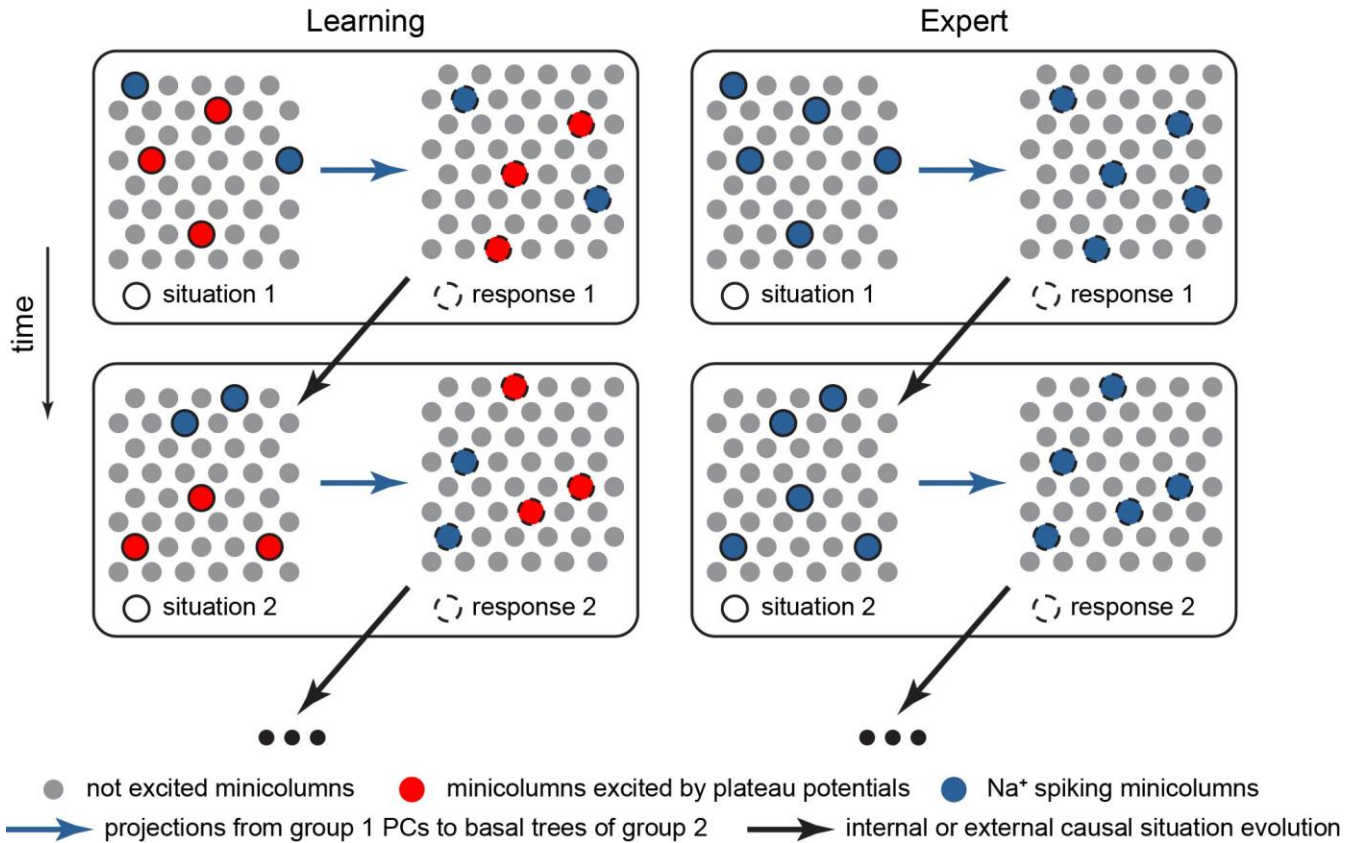 Learning
Expert
situation 1
response 1
situation 1
response 1
time
situation 2
response 2
situation 2
response 2
not excited minicolumns
minicolumns excited by plateau potentials
Na⁺ spiking minicolumns
projections from group 1 PCs to basal trees of group 2
internal or external causal situation evolution